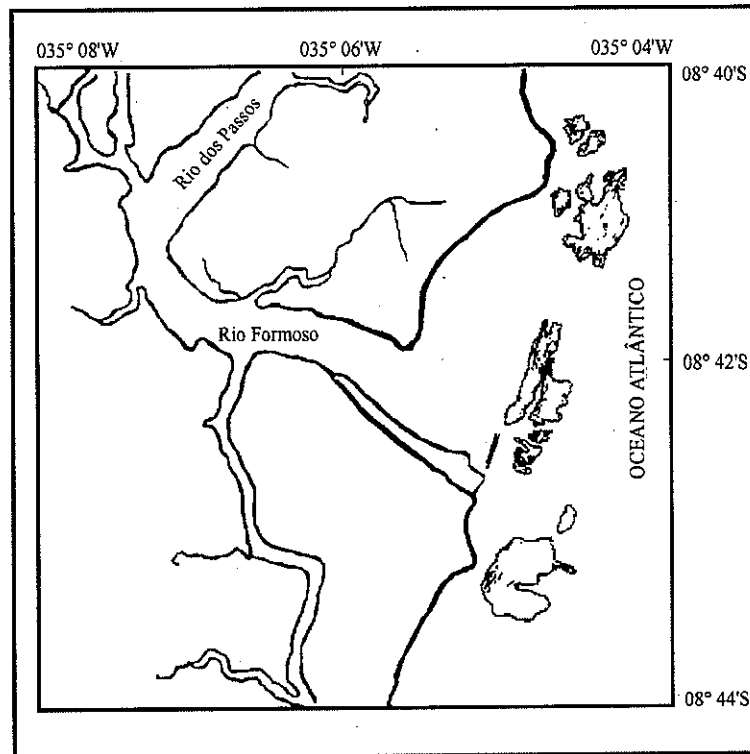 035° 08'W
035° 06'W
035° 04'W
08° 40'S
Rio dos Passos
OCEANO ATLÂNTICO
Rio Formoso
08° 42'S
08° 44'S